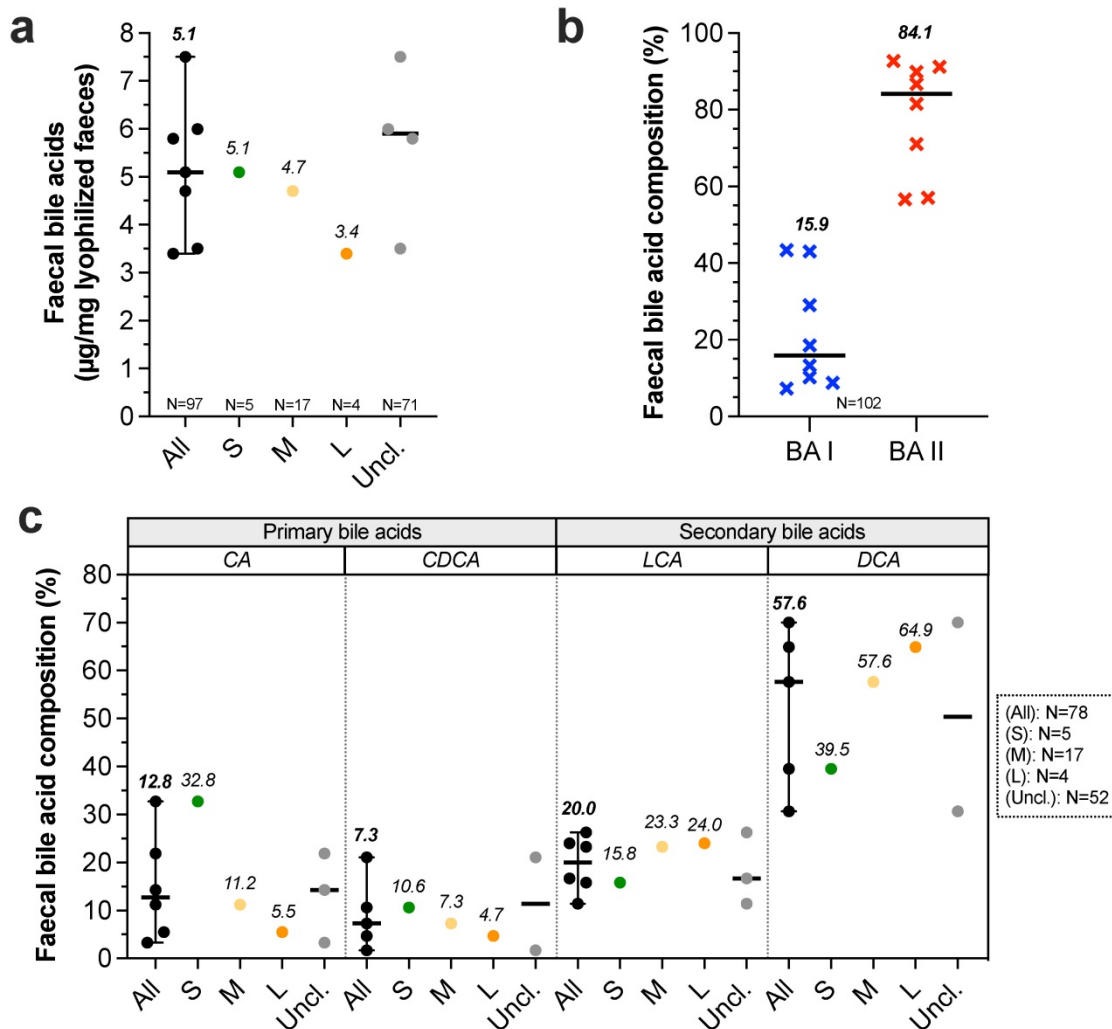 a
Faecal bile acids
(µg/mg lyophilized faeces)
8
7
6
5
4
3
2
1
0
5.1
5.1
4.7
3.4
N=97
N=5
N=17
N=4
N=71
All
S
M
L
Uncl.
b
Faecal bile acid composition (%)
100
80
60
40
20
0
15.9
84.1
N=102
BA I
BA II
c
Primary bile acids
Secondary bile acids
CA
CDCA
LCA
DCA
Faecal bile acid composition (%)
80
70
60
50
40
30
20
10
0
12.8
32.8
11.2
5.5
7.3
10.6
7.3
4.7
20.0
15.8
23.3
24.0
57.6
39.5
57.6
64.9
All
S
M
L
Uncl.
All
S
M
L
Uncl.
All
S
M
L
Uncl.
All
S
M
L
Uncl.
(All): N=78
(S): N=5
(M): N=17
(L): N=4
(Uncl.): N=52